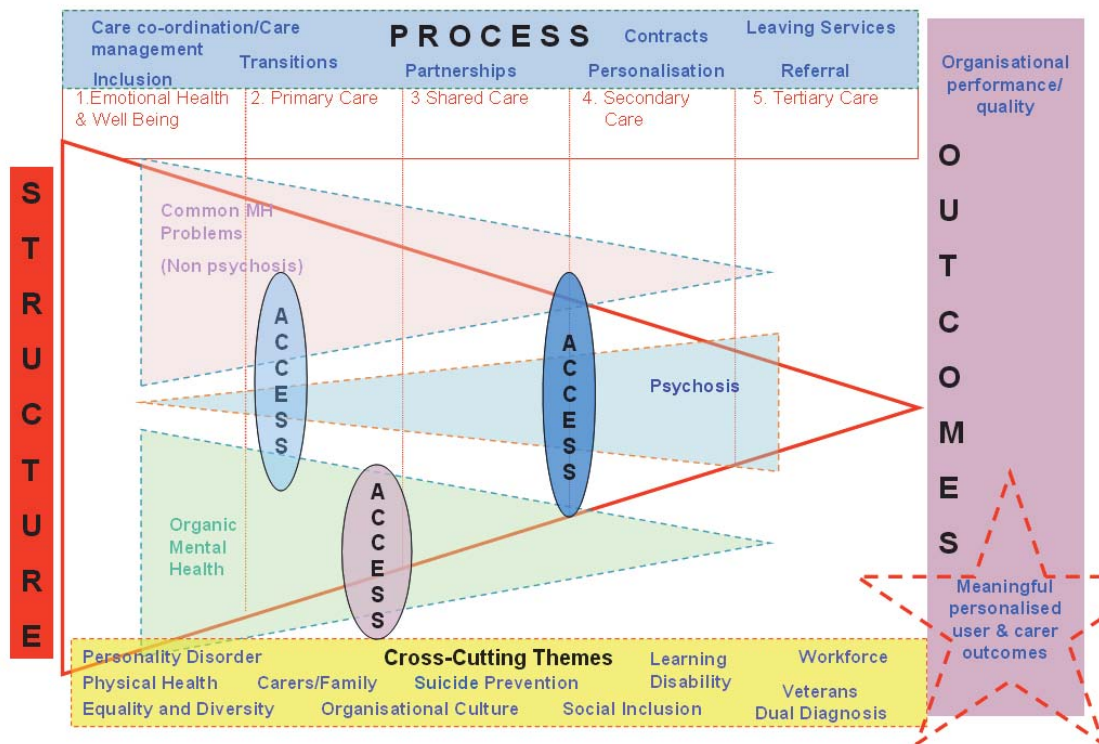 Care co-ordination/Care
management
Inclusion
Transitions
PROCESS
Partnerships
Contracts
Personalisation
Leaving Services
Referral
1.Emotional Health
& Well Being
2. Primary Care
3 Shared Care
4. Secondary
Care
5. Tertiary Care
STRUCTURE
Common MH
Problems
(Non psychosis)
ACCESS
ACCESS
ACCESS
Psychosis
Organic
Mental
Health
Organisational
performance/
quality
OUTCOMES
Meaningful
personalised
user & carer
outcomes
Cross-Cutting Themes
Personality Disorder
Learning
Disability
Workforce
Physical Health
Carers/Family
Suicide Prevention
Veterans
Equality and Diversity
Organisational Culture
Social Inclusion
Dual Diagnosis